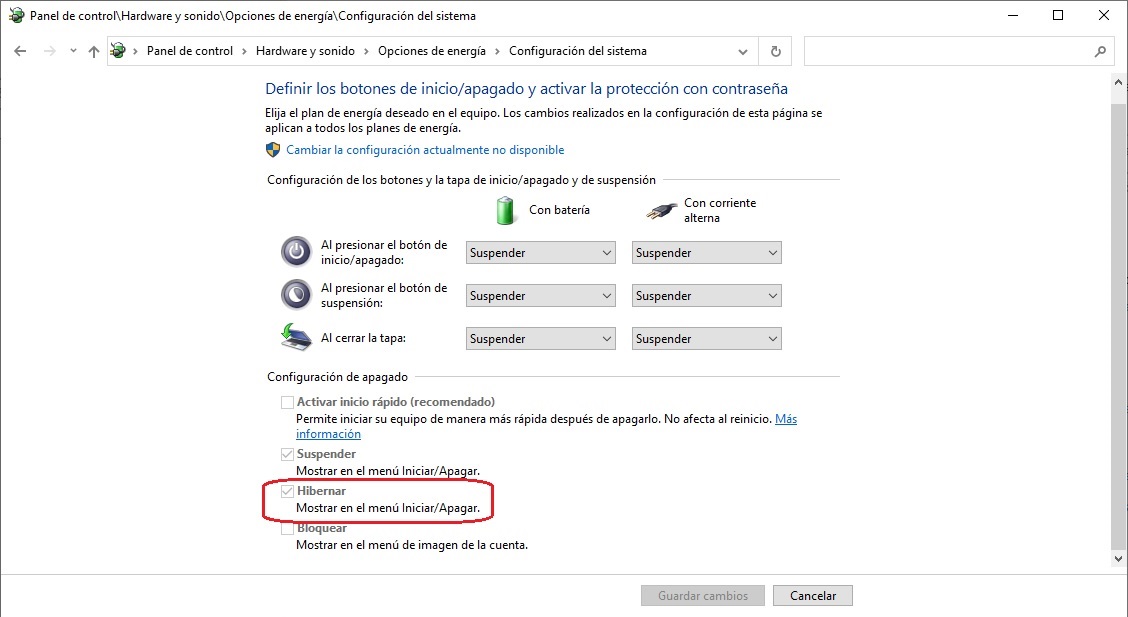 Panel de control\Hardware y sonido\Opciones de energía\Configuración del sistema
Panel de control > Hardware y sonido > Opciones de energía > Configuración del sistema
Definir los botones de inicio/apagado y activar la protección con contraseña
Elija el plan de energía deseado en el equipo. Los cambios realizados en la configuración de esta página se
aplican a todos los planes de energía.
Cambiar la configuración actualmente no disponible
Configuración de los botones y la tapa de inicio/apagado y de suspensión
Con batería
Con corriente
alterna
Al presionar el botón de
inicio/apagado:
Suspender
Suspender
Al presionar el botón de
suspensión:
Suspender
Suspender
Al cerrar la tapa:
Suspender
Suspender
Configuración de apagado
Activar inicio rápido (recomendado)
Permite iniciar su equipo de manera más rápida después de apagarlo. No afecta al reinicio. Más
información
Suspender
Mostrar en el menú Iniciar/Apagar.
Hibernar
Mostrar en el menú Iniciar/Apagar.
Bloquear
Mostrar en el menú de imagen de la cuenta.
Guardar cambios
Cancelar